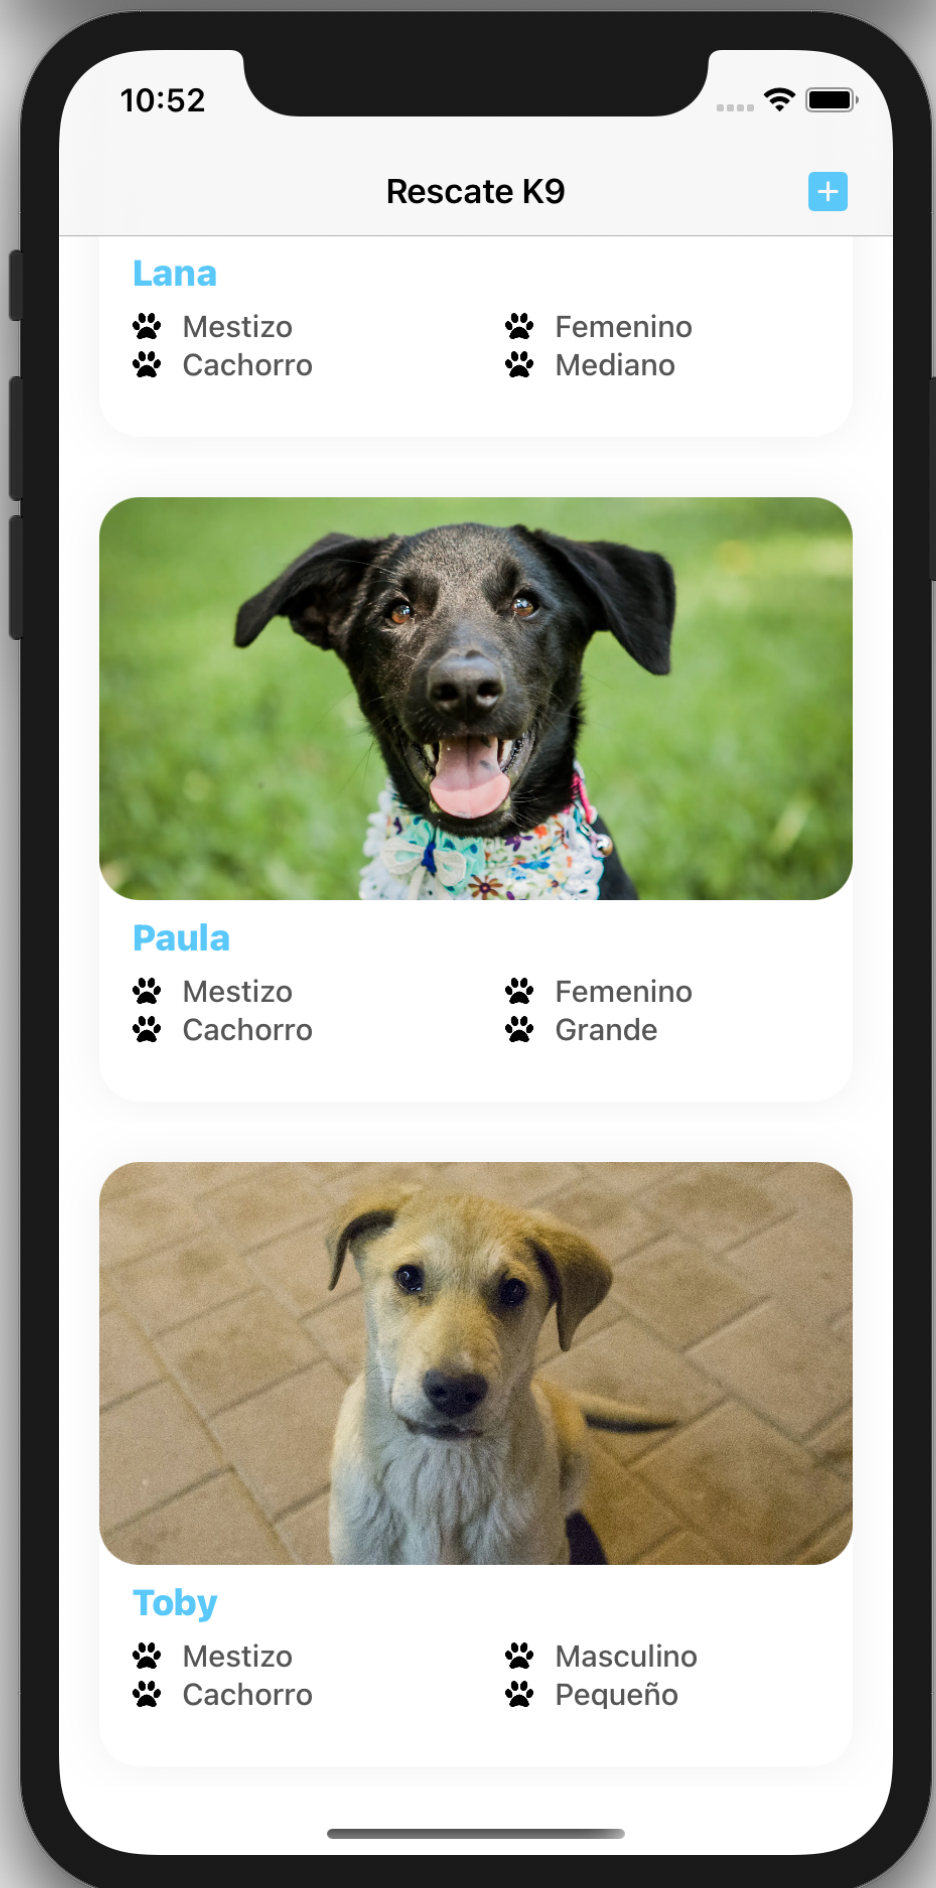 10:52
Rescate K9
Lana
Mestizo Femenino
Cachorro Mediano
Paula
Mestizo Femenino
Cachorro Grande
Toby
Mestizo Masculino
Cachorro Pequeño